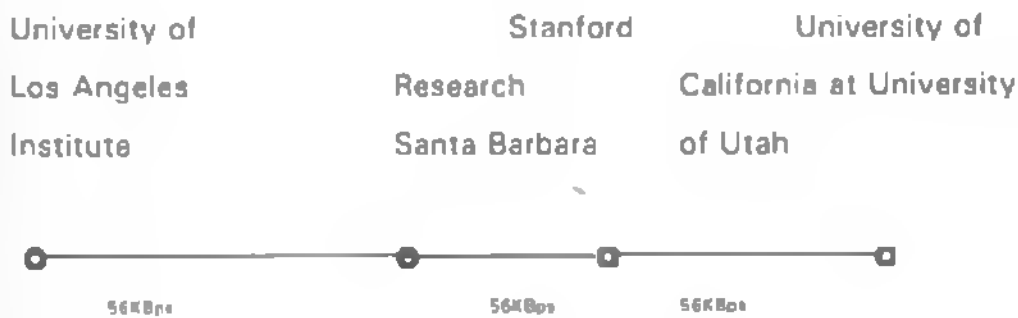 University of Stanford University of
Los Angeles Research California at University
Institute Santa Barbara of Utah
56KBps 56KBps 56KBps